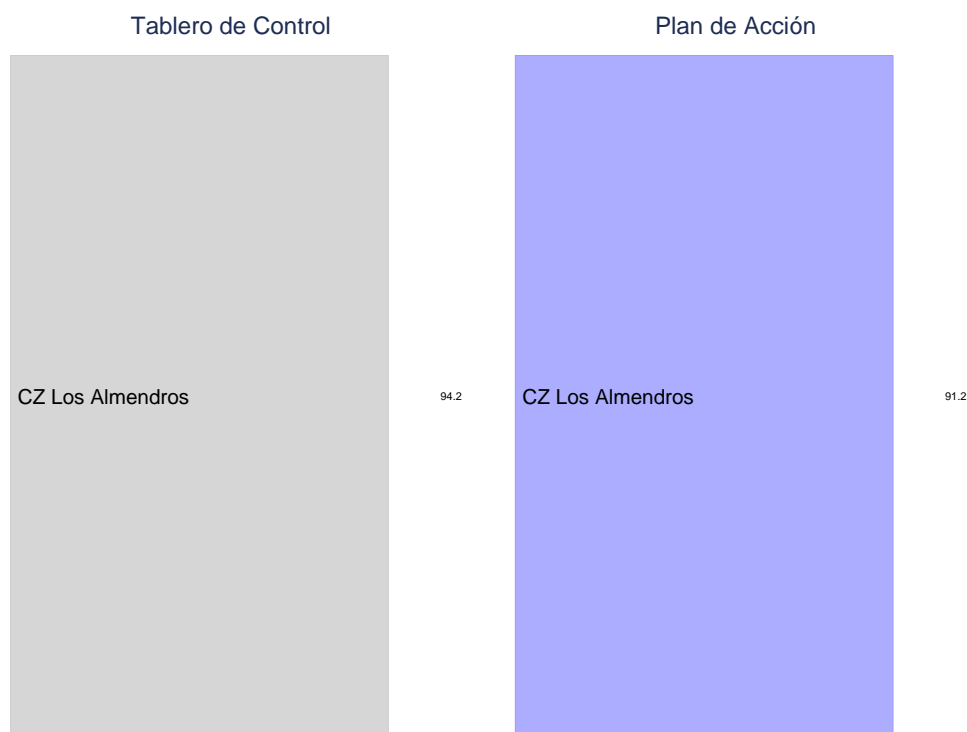 Tablero de Control
Plan de Acción
CZ Los Almendros
94.2
CZ Los Almendros
91.2